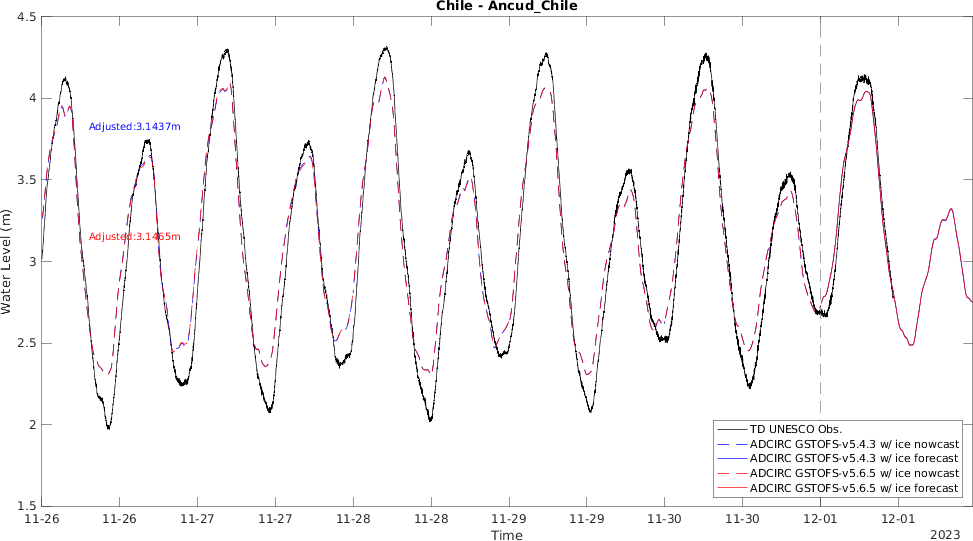 Chile - Ancud_Chile
4.5
4
3.5
3
2.5
2
1.5
Water Level (m)
Adjusted:3.1437m
Adjusted:3.1465m
TD UNESCO Obs.
ADCIRC GSTOFS-v5.4.3 w/ ice nowcast
ADCIRC GSTOFS-v5.4.3 w/ ice forecast
ADCIRC GSTOFS-v5.6.5 w/ ice nowcast
ADCIRC GSTOFS-v5.6.5 w/ ice forecast
11-26 11-26 11-27 11-27 11-28 11-28 11-29 11-29 11-30 11-30 12-01 12-01
Time
2023